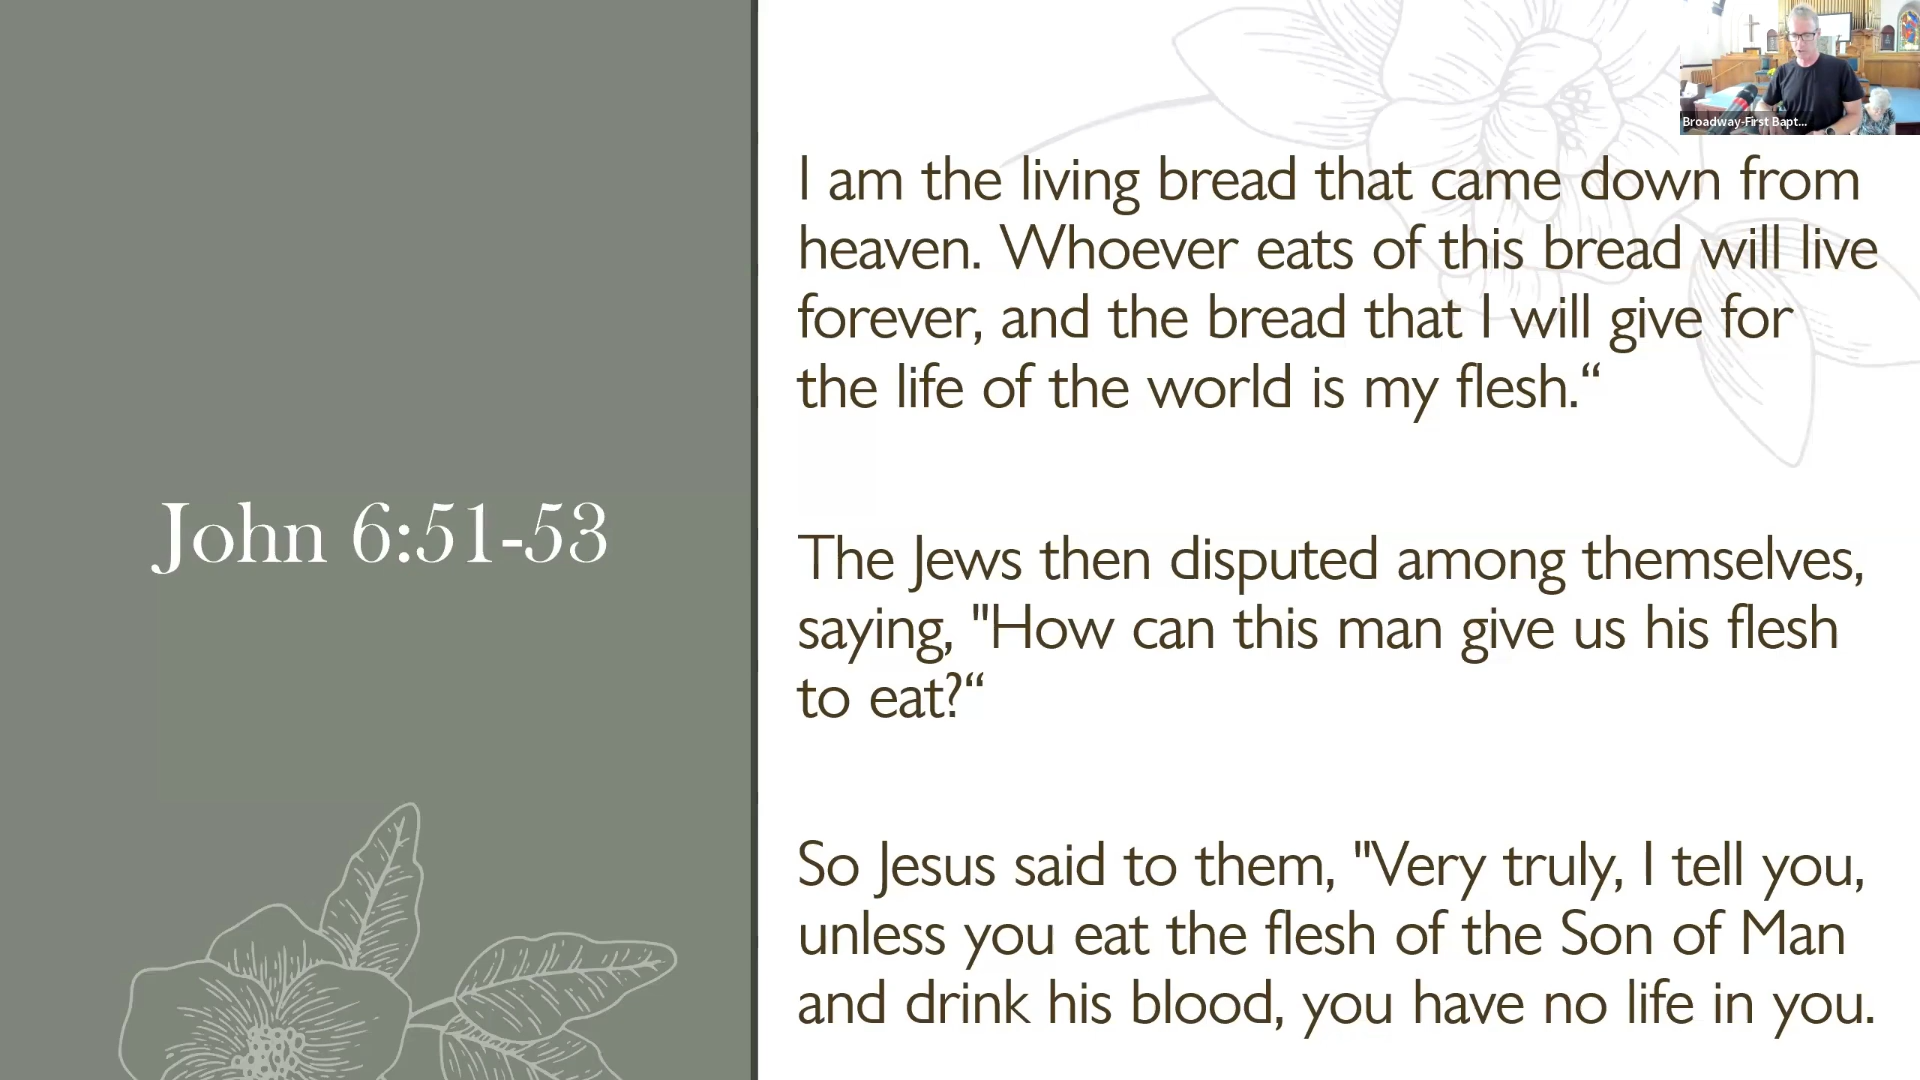 Broadway-First Bapt...
I am the living bread that came down from
heaven. Whoever eats of this bread will live
forever, and the bread that I will give for
the life of the world is my flesh.“
John 6:51-53
The Jews then disputed among themselves,
saying, "How can this man give us his flesh
to eat?“
So Jesus said to them, "Very truly, I tell you,
unless you eat the flesh of the Son of Man
and drink his blood, you have no life in you.